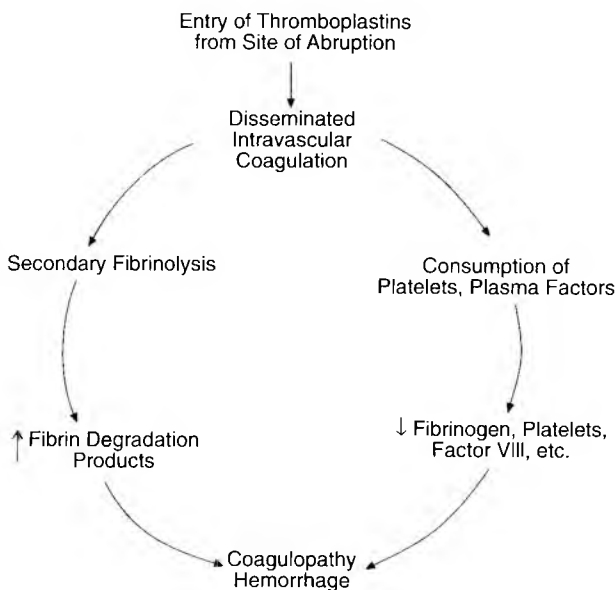 Entry of Thromboplastins
from Site of Abruption
Disseminated
Intravascular
Coagulation
Secondary Fibrinolysis
Consumption of
Platelets, Plasma Factors
↑ Fibrin Degradation
Products
↓ Fibrinogen, Platelets,
Factor VIII, etc.
Coagulopathy
Hemorrhage